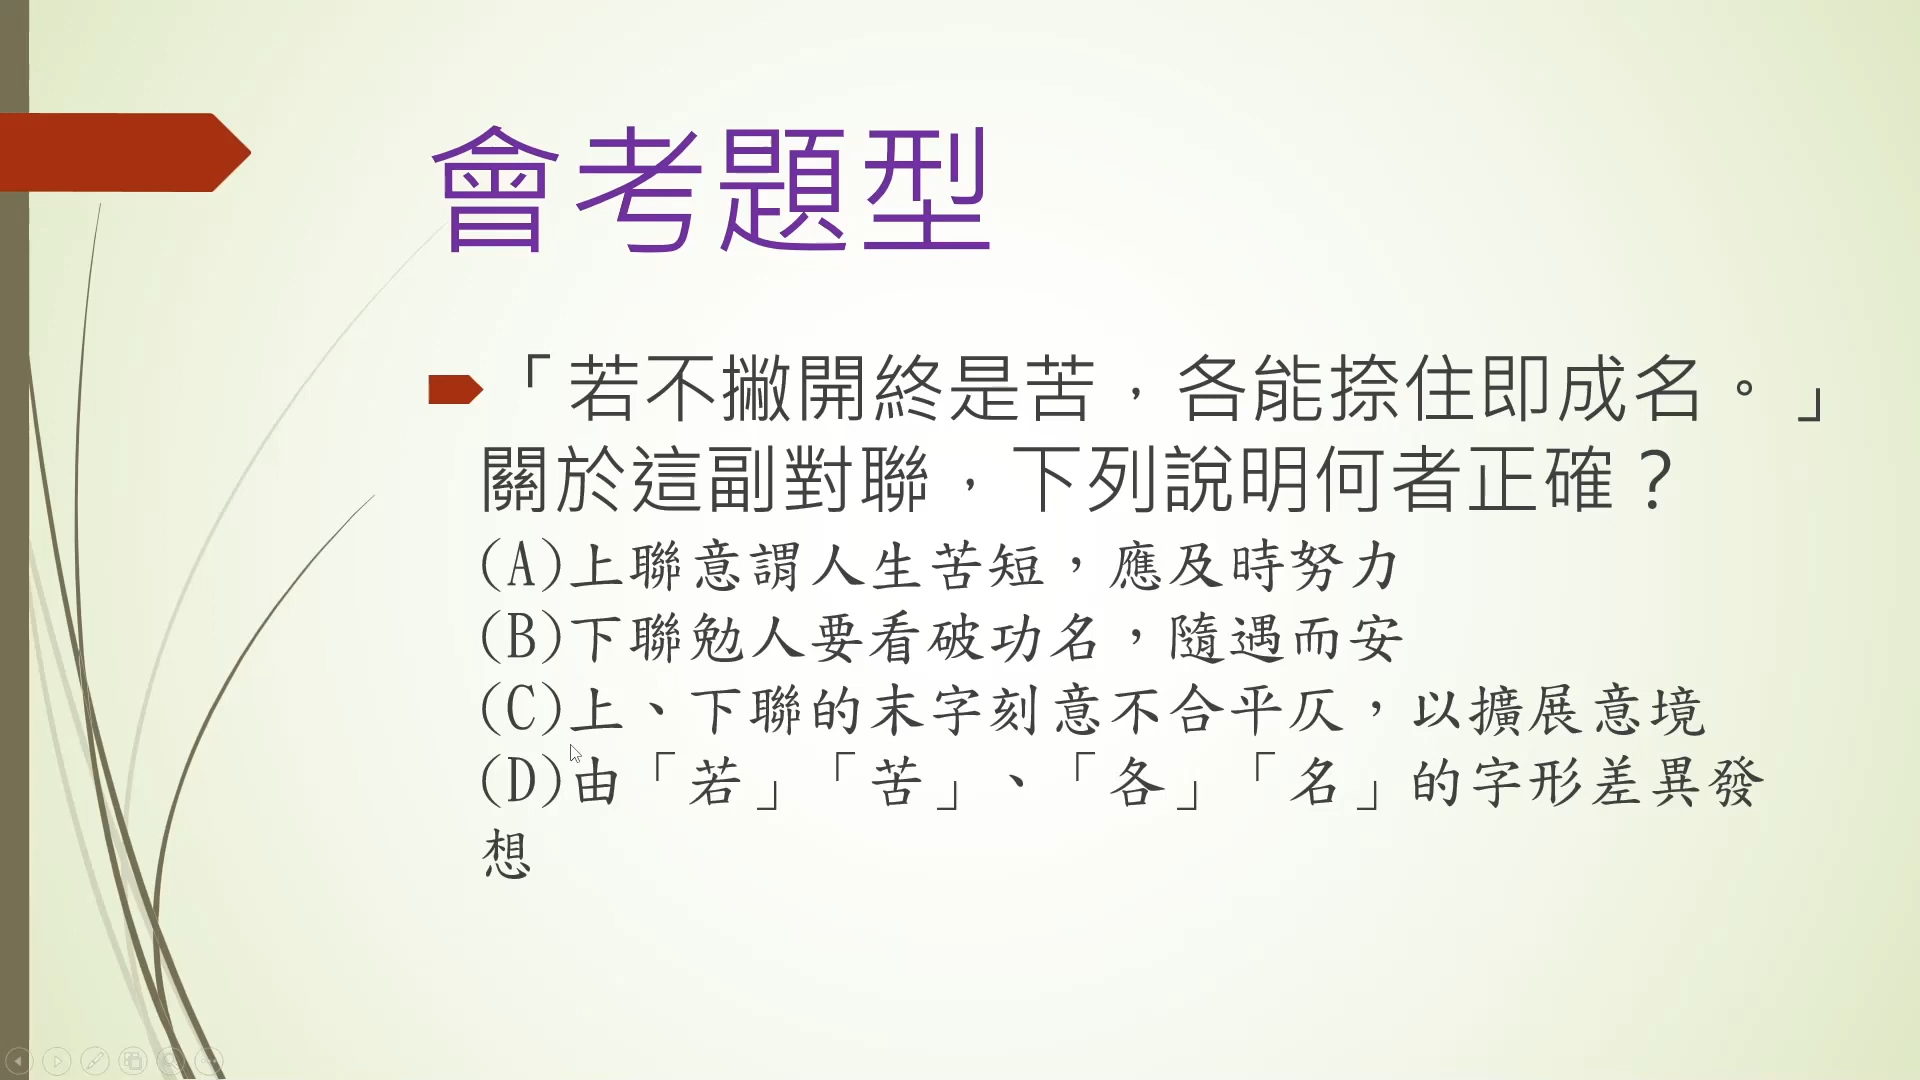 會考題型
「若不撇開終是苦，各能捺住即成名。」
關於這副對聯，下列說明何者正確？
(A)上聯意謂人生苦短，應及時努力
(B)下聯勉人要看破功名，隨遇而安
(C)上、下聯的末字刻意不合平仄，以擴展意境
(D)由「若」「苦」、「各」「名」的字形差異發
想